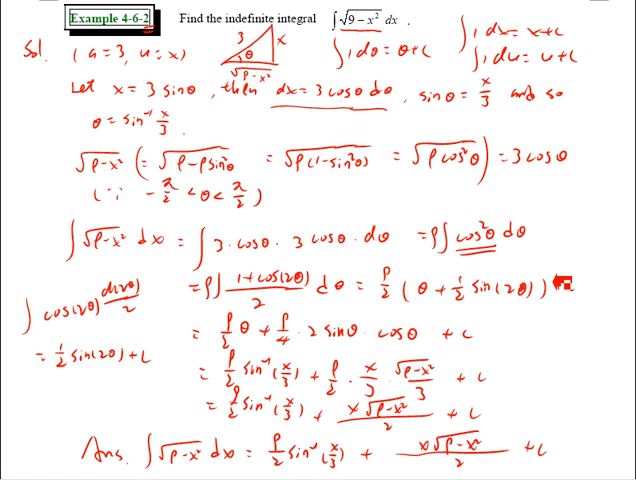 Example 4-6-2 Find the indefinite integral ∫√(9 − x²) dx .
Sol. (a = 3, u = x) 3 x θ √(9−x²) ∫1 dθ = θ + c ∫1 dx = x + c
∫1 du = u + c
Let x = 3 sinθ , then dx = 3 cosθ dθ , sinθ = x/3 and so
θ = sin⁻¹ x/3 .
√(9−x²) ( = √(9−9sin²θ) = √(9(1−sin²θ)) = √(9cos²θ) ) = 3 cosθ
(∵ −π/2 < θ < π/2)
∫√(9−x²) dx = ∫ 3 · cosθ · 3 cosθ · dθ = 9∫ cos²θ dθ
∫ cos(2θ) d(2θ)/2 = 9∫ (1+cos(2θ))/2 dθ = 9/2 (θ + 1/2 sin(2θ))
= 1/2 sin(2θ) + c = 9/2 θ + 9/4 · 2 sinθ cosθ + c
= 9/2 sin⁻¹(x/3) + 9/2 · x/3 · √(9−x²)/3 + c
= 9/2 sin⁻¹(x/3) + x√(9−x²)/2 + c
Ans. ∫√(9−x²) dx = 9/2 sin⁻¹(x/3) + x√(9−x²)/2 + c